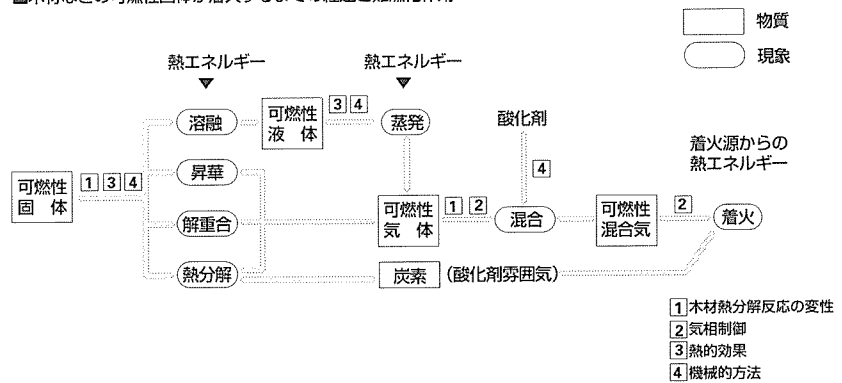 物質
現象
熱エネルギー
熱エネルギー
溶融
可燃性
液 体
3 4
蒸発
酸化剤
着火源からの
熱エネルギー
昇華
4
可燃性
固 体
1 3 4
解重合
可燃性
気 体
1 2
混合
可燃性
混合気
2
着火
熱分解
炭素
(酸化剤雰囲気)
1 木材熱分解反応の変性
2 気相制御
3 熱的効果
4 機械的方法